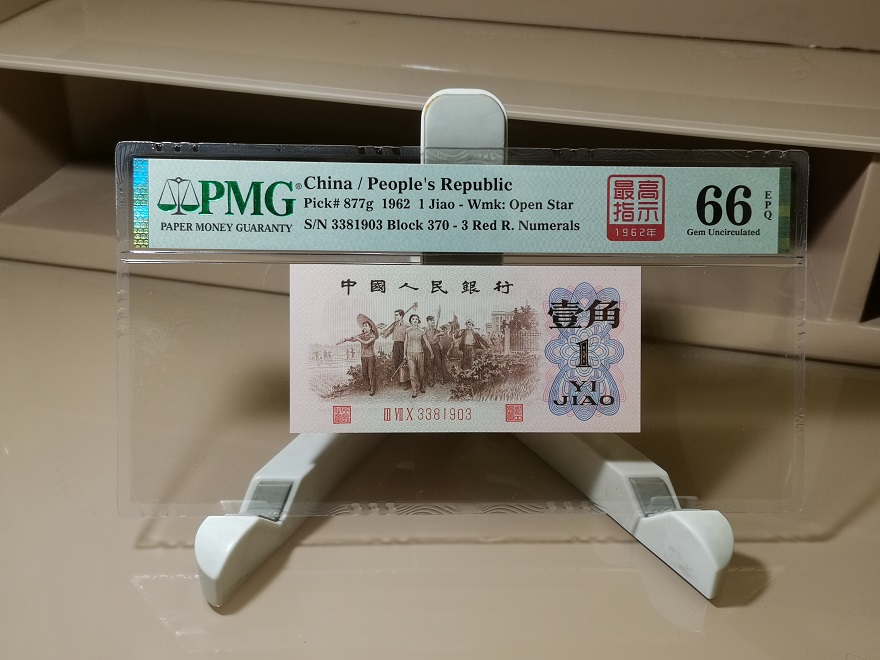 PMG®
PAPER MONEY GUARANTY
China / People's Republic
Pick# 877g 1962 1 Jiao - Wmk: Open Star
S/N 3381903 Block 370 - 3 Red R. Numerals
最高
指示
1962年
66
EPQ
Gem Uncirculated
中國人民銀行
壹角
1
YI
JIAO
III VII X 3381903